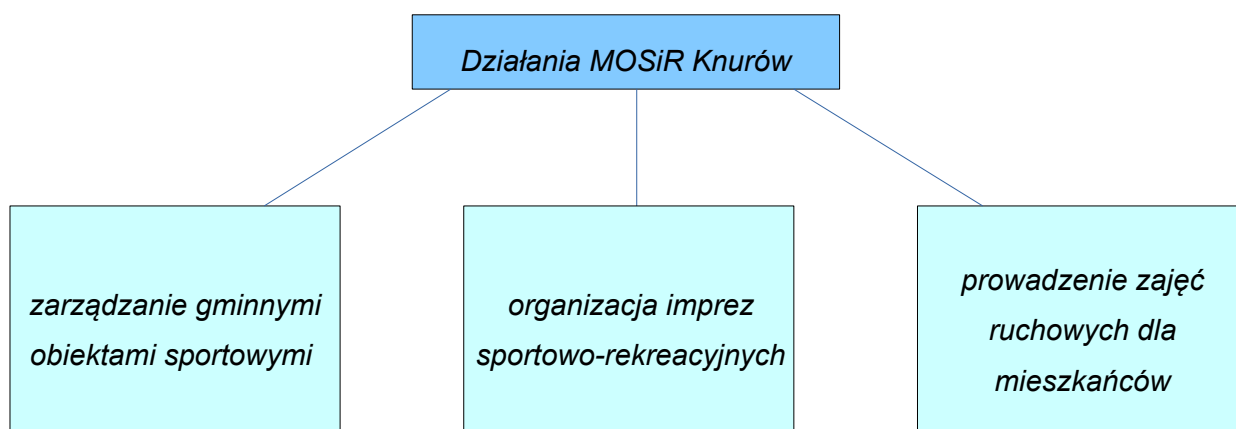 Działania MOSiR Knurów
zarządzanie gminnymi
obiektami sportowymi
organizacja imprez
sportowo-rekreacyjnych
prowadzenie zajęć
ruchowych dla
mieszkańców